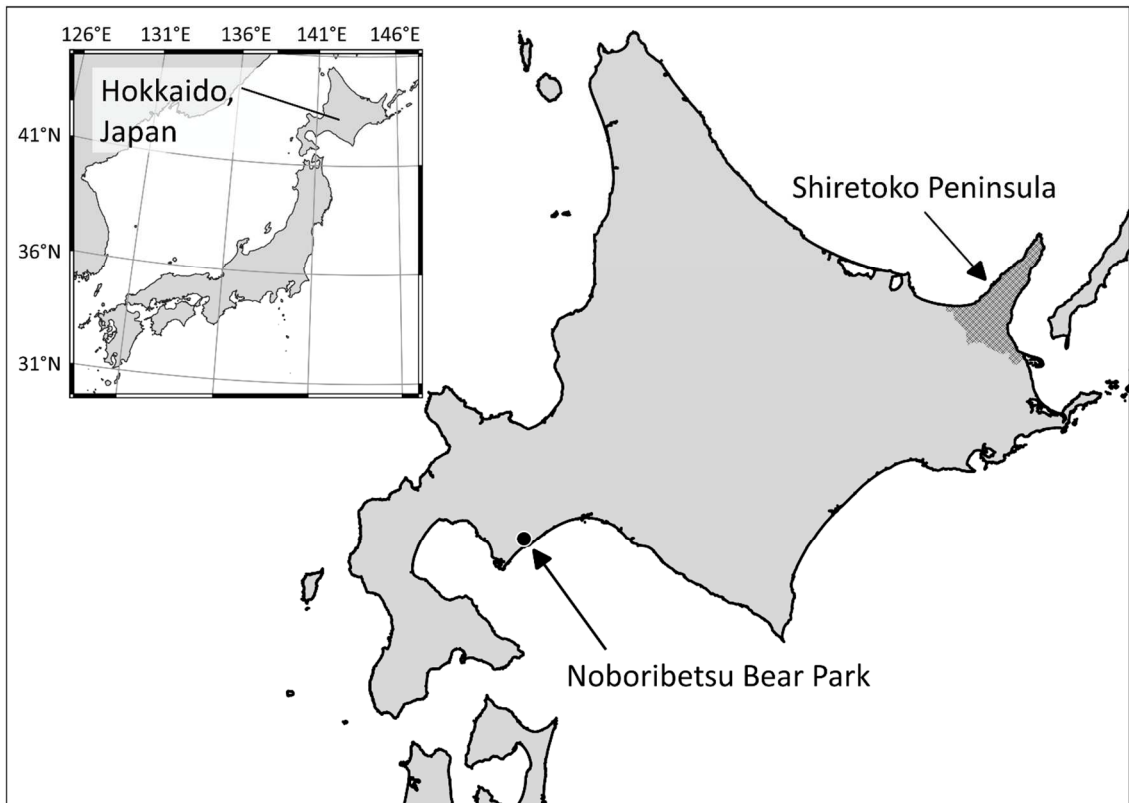 126°E 131°E 136°E 141°E 146°E
Hokkaido,
Japan
41°N
36°N
31°N
Shiretoko Peninsula
Noboribetsu Bear Park